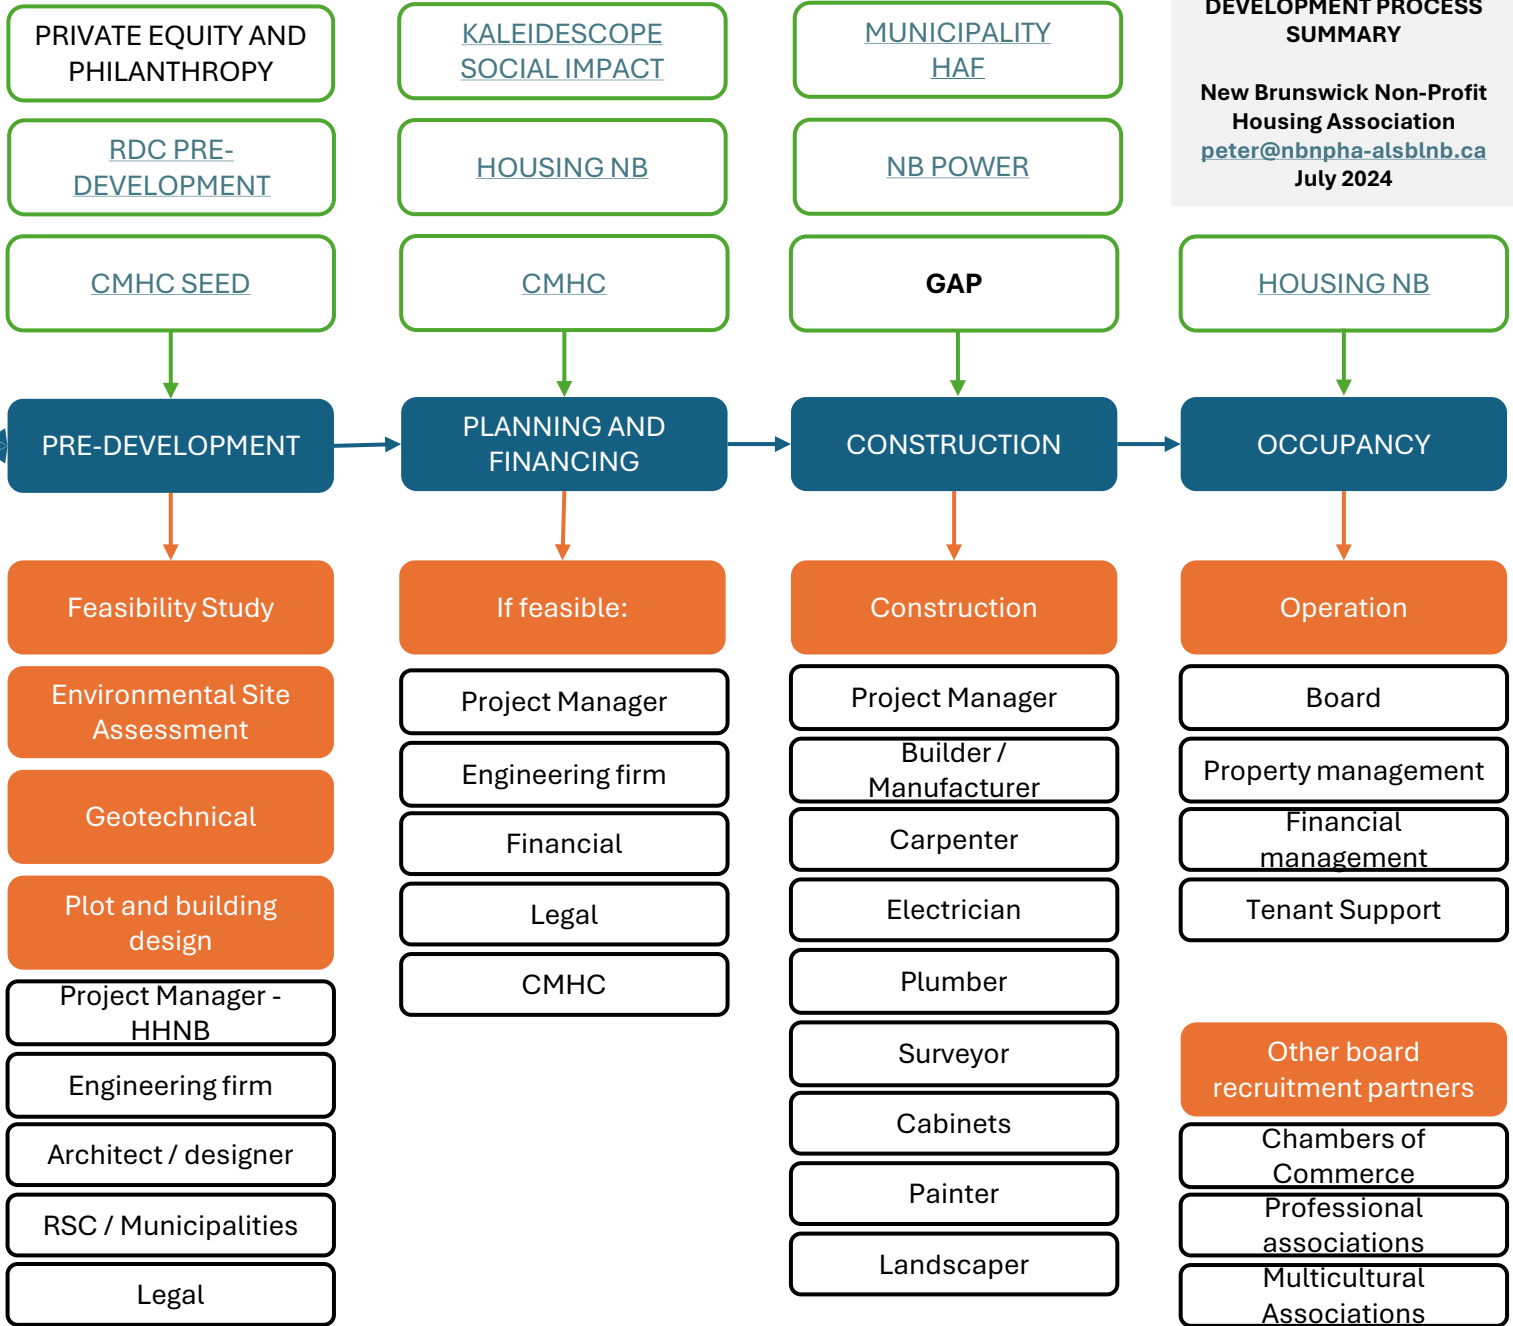 PRIVATE EQUITY AND
PHILANTHROPY
RDC PRE-
DEVELOPMENT
CMHC SEED
KALEIDESCOPE
SOCIAL IMPACT
HOUSING NB
CMHC
MUNICIPALITY
HAF
NB POWER
GAP
DEVELOPMENT PROCESS
SUMMARY
New Brunswick Non-Profit
Housing Association
peter@nbnpha-alsblnb.ca
July 2024
HOUSING NB
PRE-DEVELOPMENT
PLANNING AND
FINANCING
CONSTRUCTION
OCCUPANCY
Feasibility Study
Environmental Site
Assessment
Geotechnical
Plot and building
design
Project Manager -
HHNB
Engineering firm
Architect / designer
RSC / Municipalities
Legal
If feasible:
Project Manager
Engineering firm
Financial
Legal
CMHC
Construction
Project Manager
Builder /
Manufacturer
Carpenter
Electrician
Plumber
Surveyor
Cabinets
Painter
Landscaper
Operation
Board
Property management
Financial
management
Tenant Support
Other board
recruitment partners
Chambers of
Commerce
Professional
associations
Multicultural
Associations